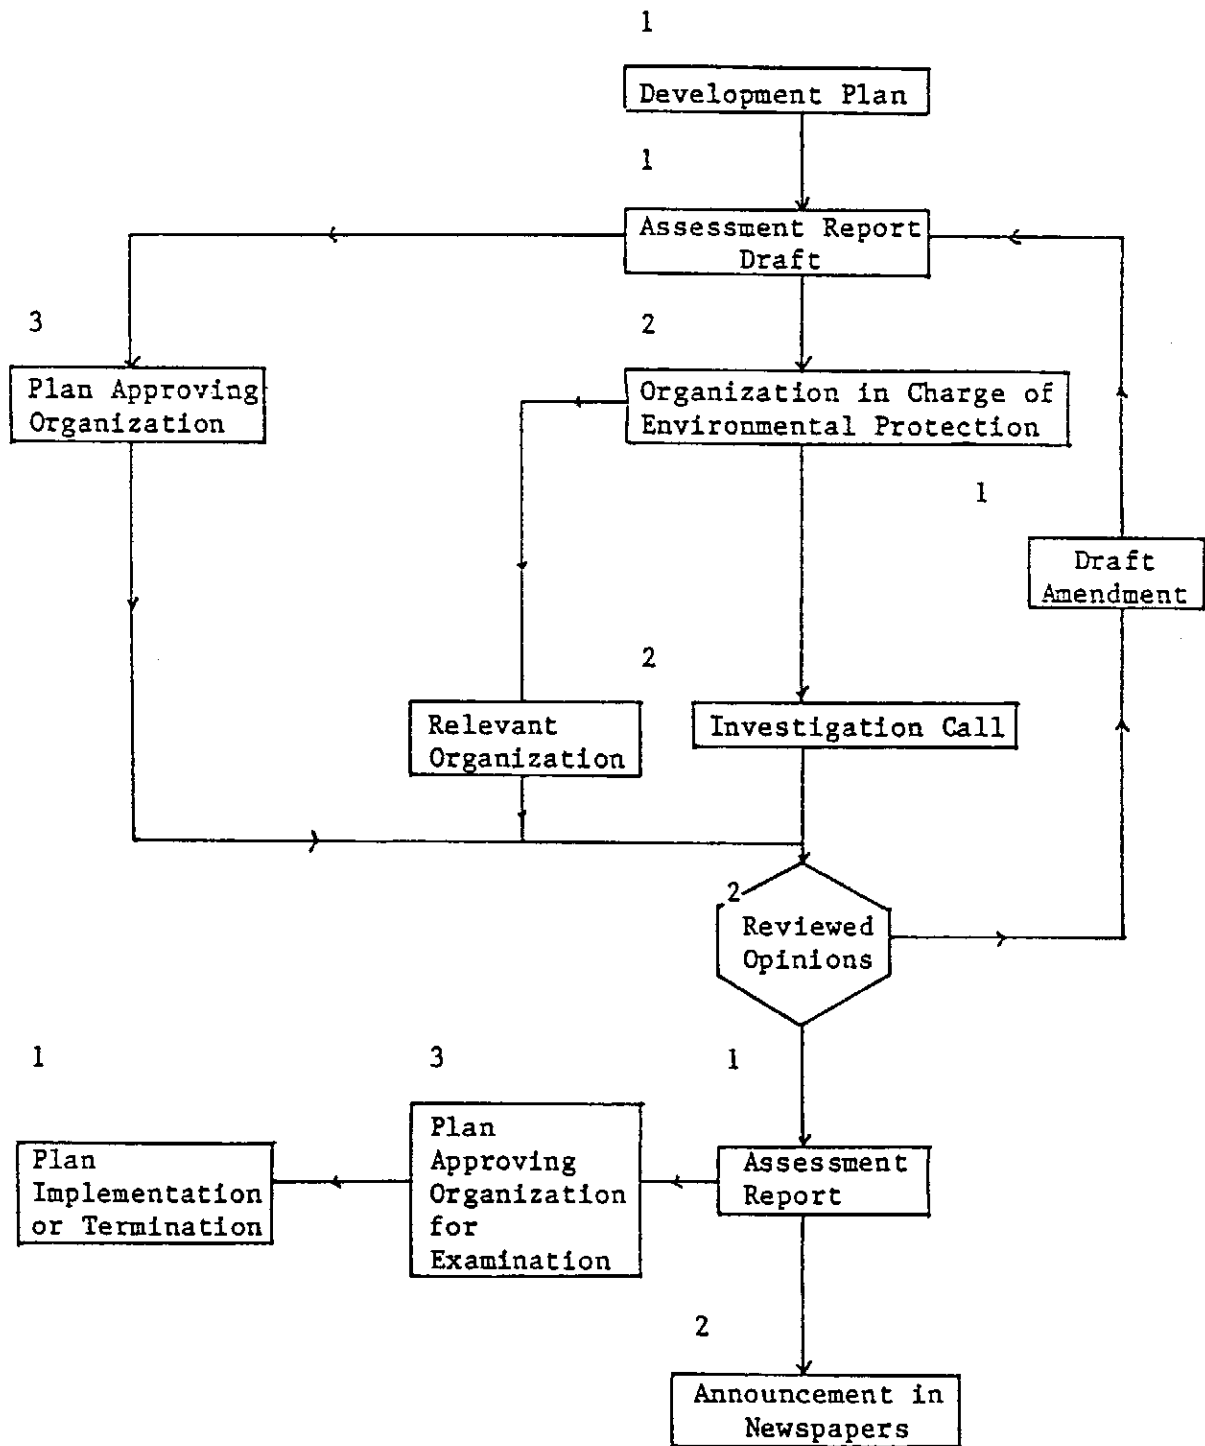 1
Development Plan
1
Assessment Report
Draft
3
Plan Approving
Organization
2
Organization in Charge of
Environmental Protection
1
Draft
Amendment
2
Relevant
Organization
Investigation Call
2
Reviewed
Opinions
1
Plan
Implementation
or Termination
3
Plan
Approving
Organization
for
Examination
1
Assessment
Report
2
Announcement in
Newspapers